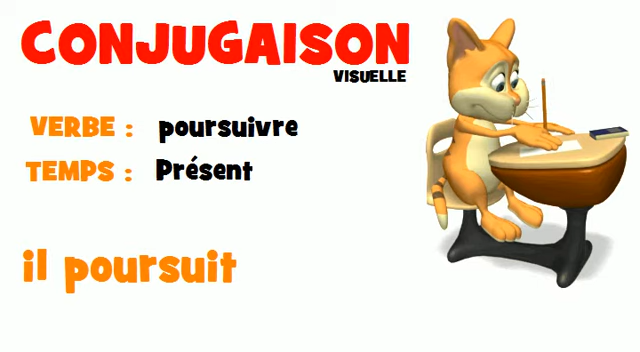 CONJUGAISON
VISUELLE
VERBE : poursuivre
TEMPS : Présent
il poursuit